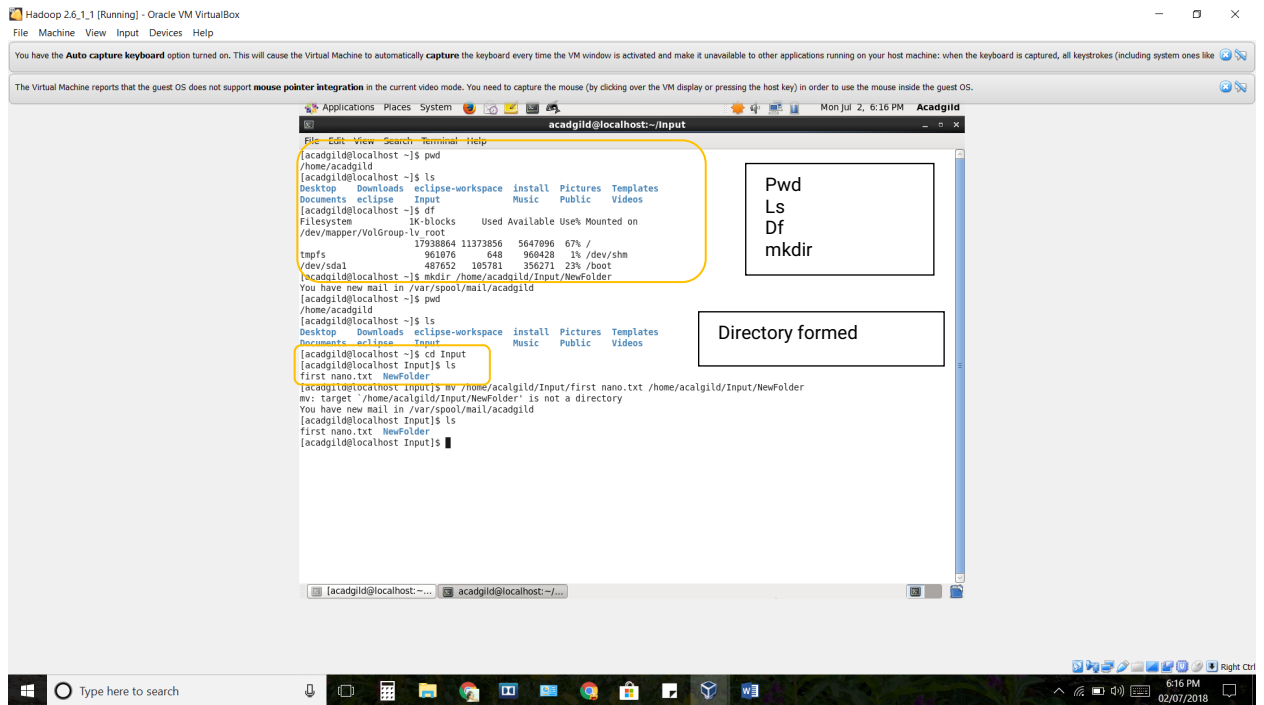 Hadoop 2.6_1_1 [Running] - Oracle VM VirtualBox
File Machine View Input Devices Help
You have the Auto capture keyboard option turned on. This will cause the Virtual Machine to automatically capture the keyboard every time the VM window is activated and make it unavailable to other applications running on your host machine: when the keyboard is captured, all keystrokes (including system ones like
The Virtual Machine reports that the guest OS does not support mouse pointer integration in the current video mode. You need to capture the mouse (by clicking over the VM display or pressing the host key) in order to use the mouse inside the guest OS.
Applications Places System Mon Jul 2, 6:16 PM Acadgild
acadgild@localhost:~/Input
File Edit View Search Terminal Help
[acadgild@localhost ~]$ pwd
/home/acadgild
[acadgild@localhost ~]$ ls
Desktop Downloads eclipse-workspace install Pictures Templates
Documents eclipse Input Music Public Videos
[acadgild@localhost ~]$ df
Filesystem 1K-blocks Used Available Use% Mounted on
/dev/mapper/VolGroup-lv_root
17938864 11373856 5647096 67% /
tmpfs 961076 648 960428 1% /dev/shm
/dev/sda1 487652 105781 356271 23% /boot
[acadgild@localhost ~]$ mkdir /home/acadgild/Input/NewFolder
You have new mail in /var/spool/mail/acadgild
[acadgild@localhost ~]$ pwd
/home/acadgild
[acadgild@localhost ~]$ ls
Desktop Downloads eclipse-workspace install Pictures Templates
Documents eclipse Input Music Public Videos
[acadgild@localhost ~]$ cd Input
[acadgild@localhost Input]$ ls
first nano.txt NewFolder
[acadgild@localhost Input]$ mv /home/acalgild/Input/first nano.txt /home/acalgild/Input/NewFolder
mv: target `/home/acalgild/Input/NewFolder' is not a directory
You have new mail in /var/spool/mail/acadgild
[acadgild@localhost Input]$ ls
first nano.txt NewFolder
[acadgild@localhost Input]$
Pwd
Ls
Df
mkdir
Directory formed
[acadgild@localhost:~... acadgild@localhost:~/...
Right Ctrl
Type here to search
6:16 PM
02/07/2018